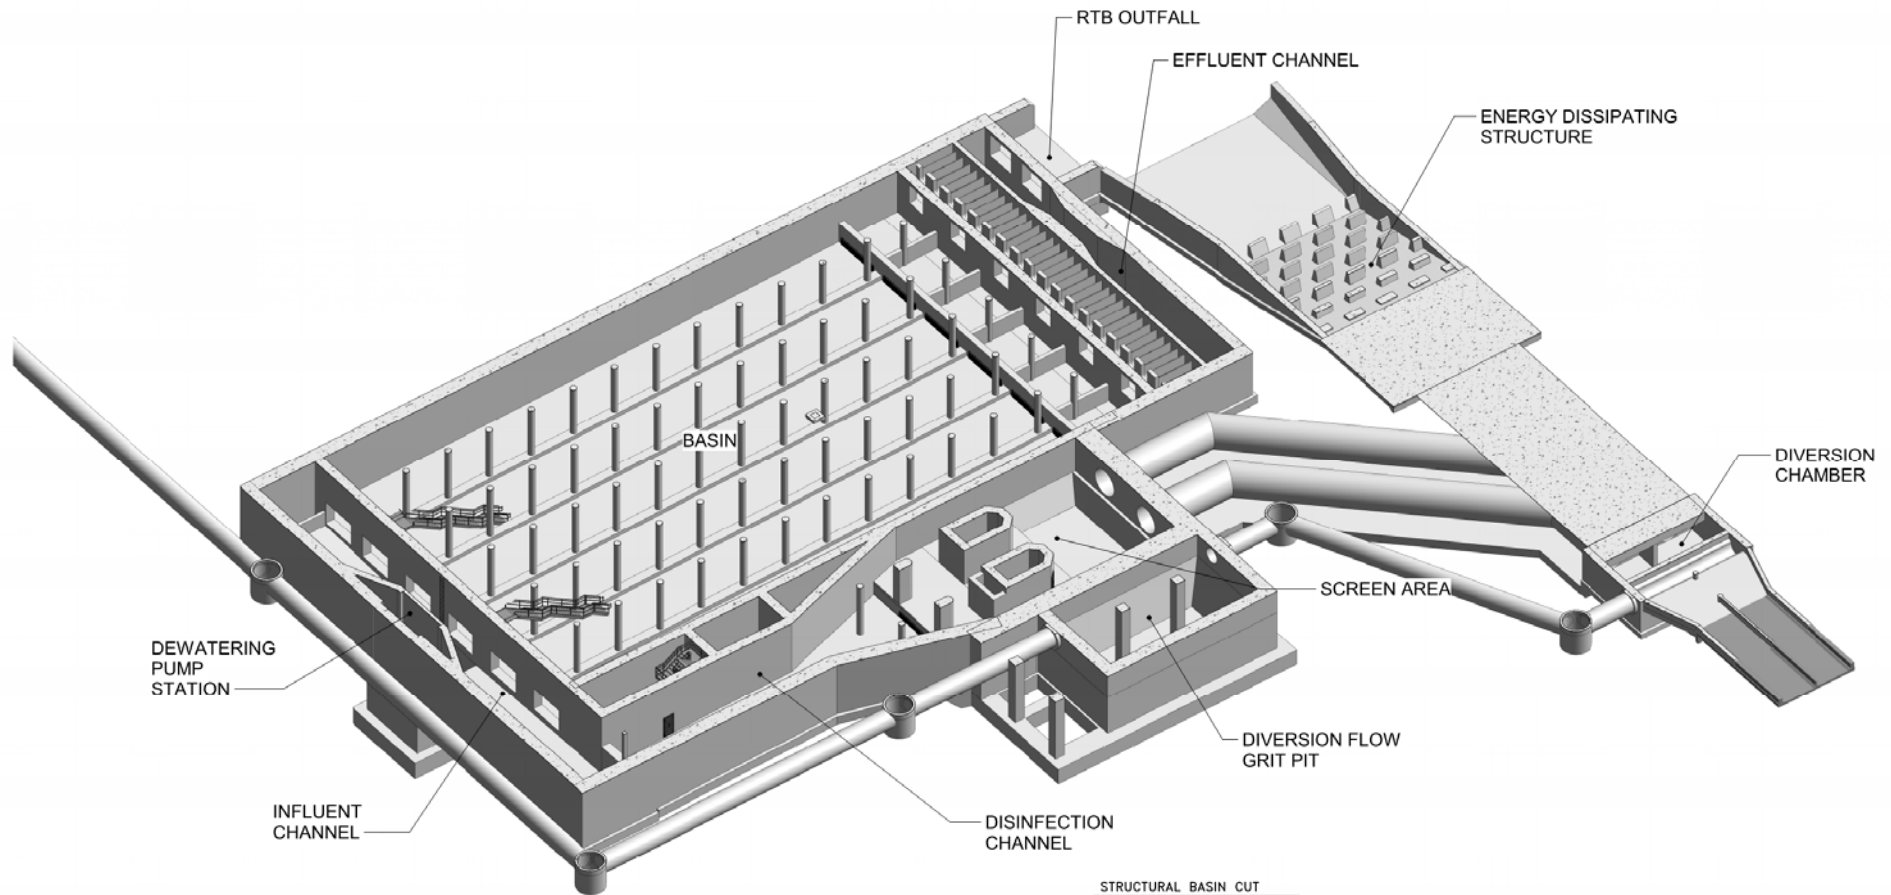 RTB OUTFALL
EFFLUENT CHANNEL
ENERGY DISSIPATING
STRUCTURE
BASIN
DIVERSION
CHAMBER
SCREEN AREA
DEWATERING
PUMP
STATION
DIVERSION FLOW
GRIT PIT
INFLUENT
CHANNEL
DISINFECTION
CHANNEL
STRUCTURAL BASIN CUT